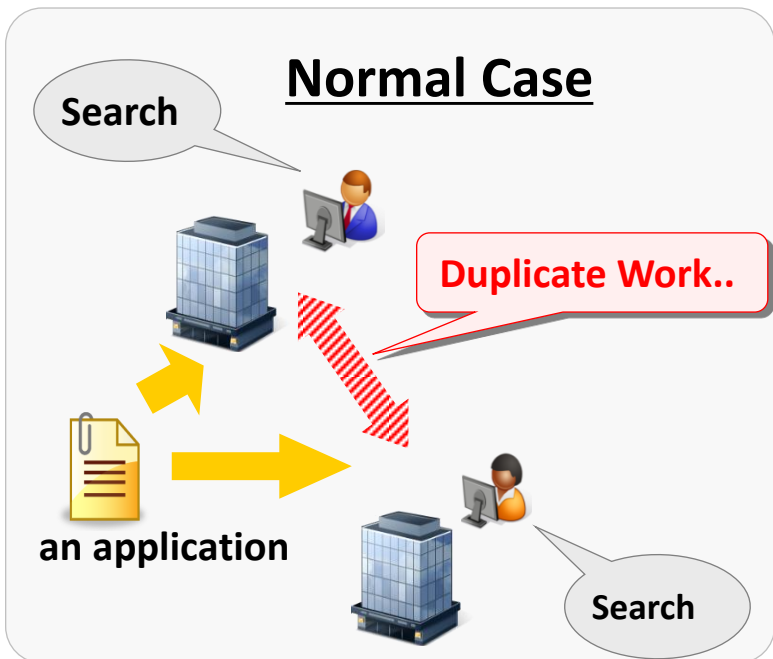 Normal Case
Search
Duplicate Work..
an application
Search